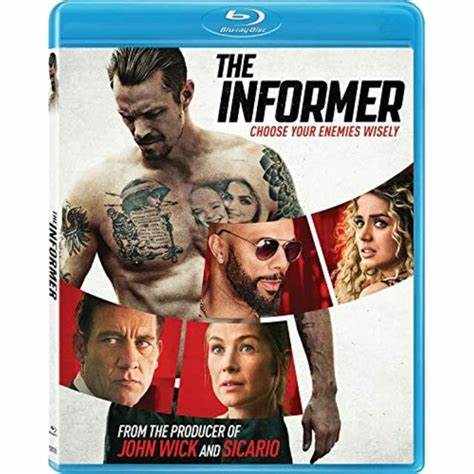 Blu-ray Disc
THE
INFORMER
CHOOSE YOUR ENEMIES WISELY
THE INFORMER
FROM THE PRODUCER OF
JOHN WICK AND SICARIO